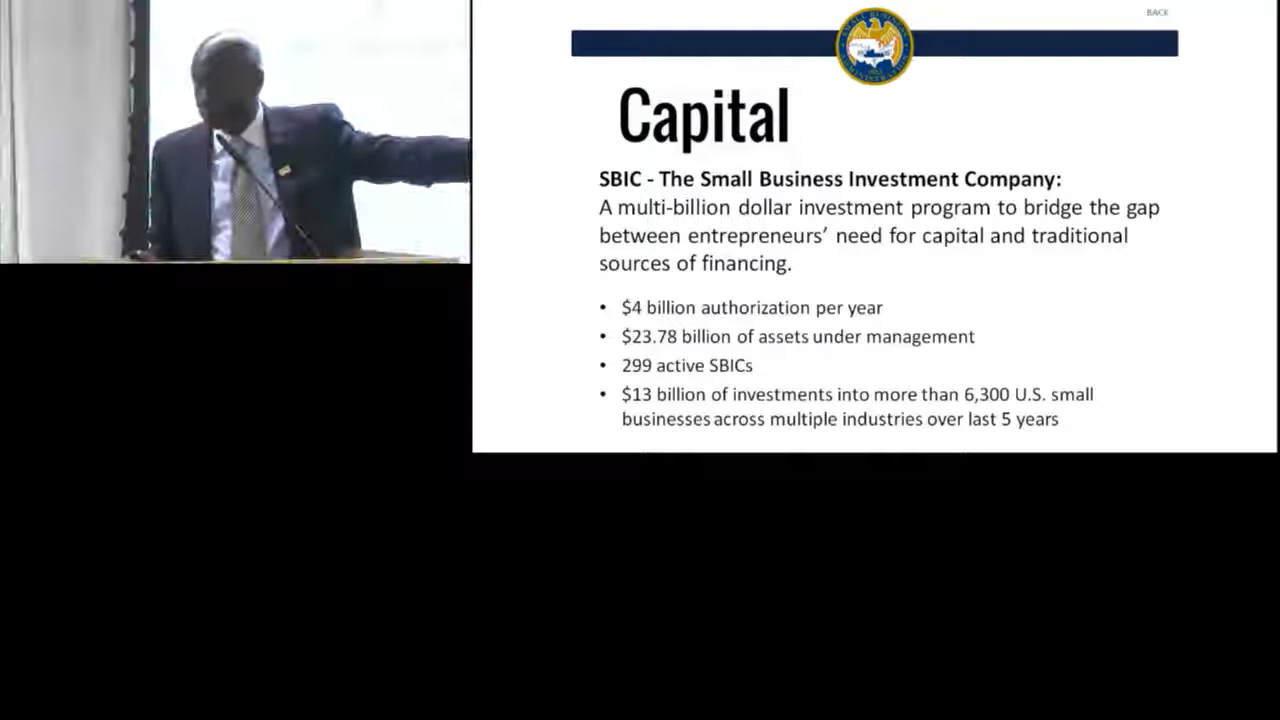 BACK
SMALL BUSINESS
ADMINISTRATION
Capital
SBIC - The Small Business Investment Company:
A multi-billion dollar investment program to bridge the gap
between entrepreneurs’ need for capital and traditional
sources of financing.
• $4 billion authorization per year
• $23.78 billion of assets under management
• 299 active SBICs
• $13 billion of investments into more than 6,300 U.S. small
businesses across multiple industries over last 5 years